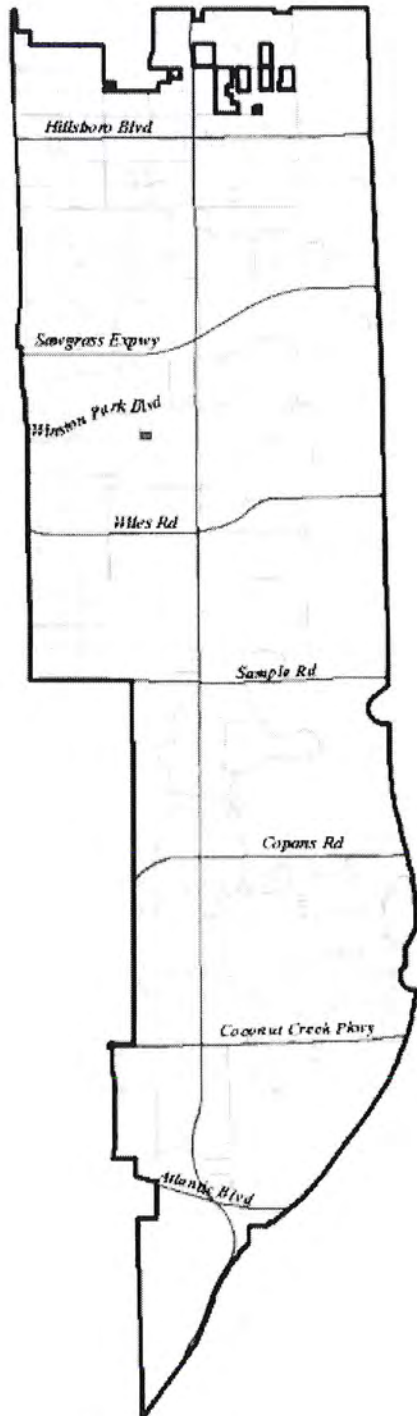 Hillsboro Blvd
Sawgrass Expwy
Winston Park Blvd
Wiles Rd
Sample Rd
Copans Rd
Coconut Creek Pkwy
Atlantic Blvd